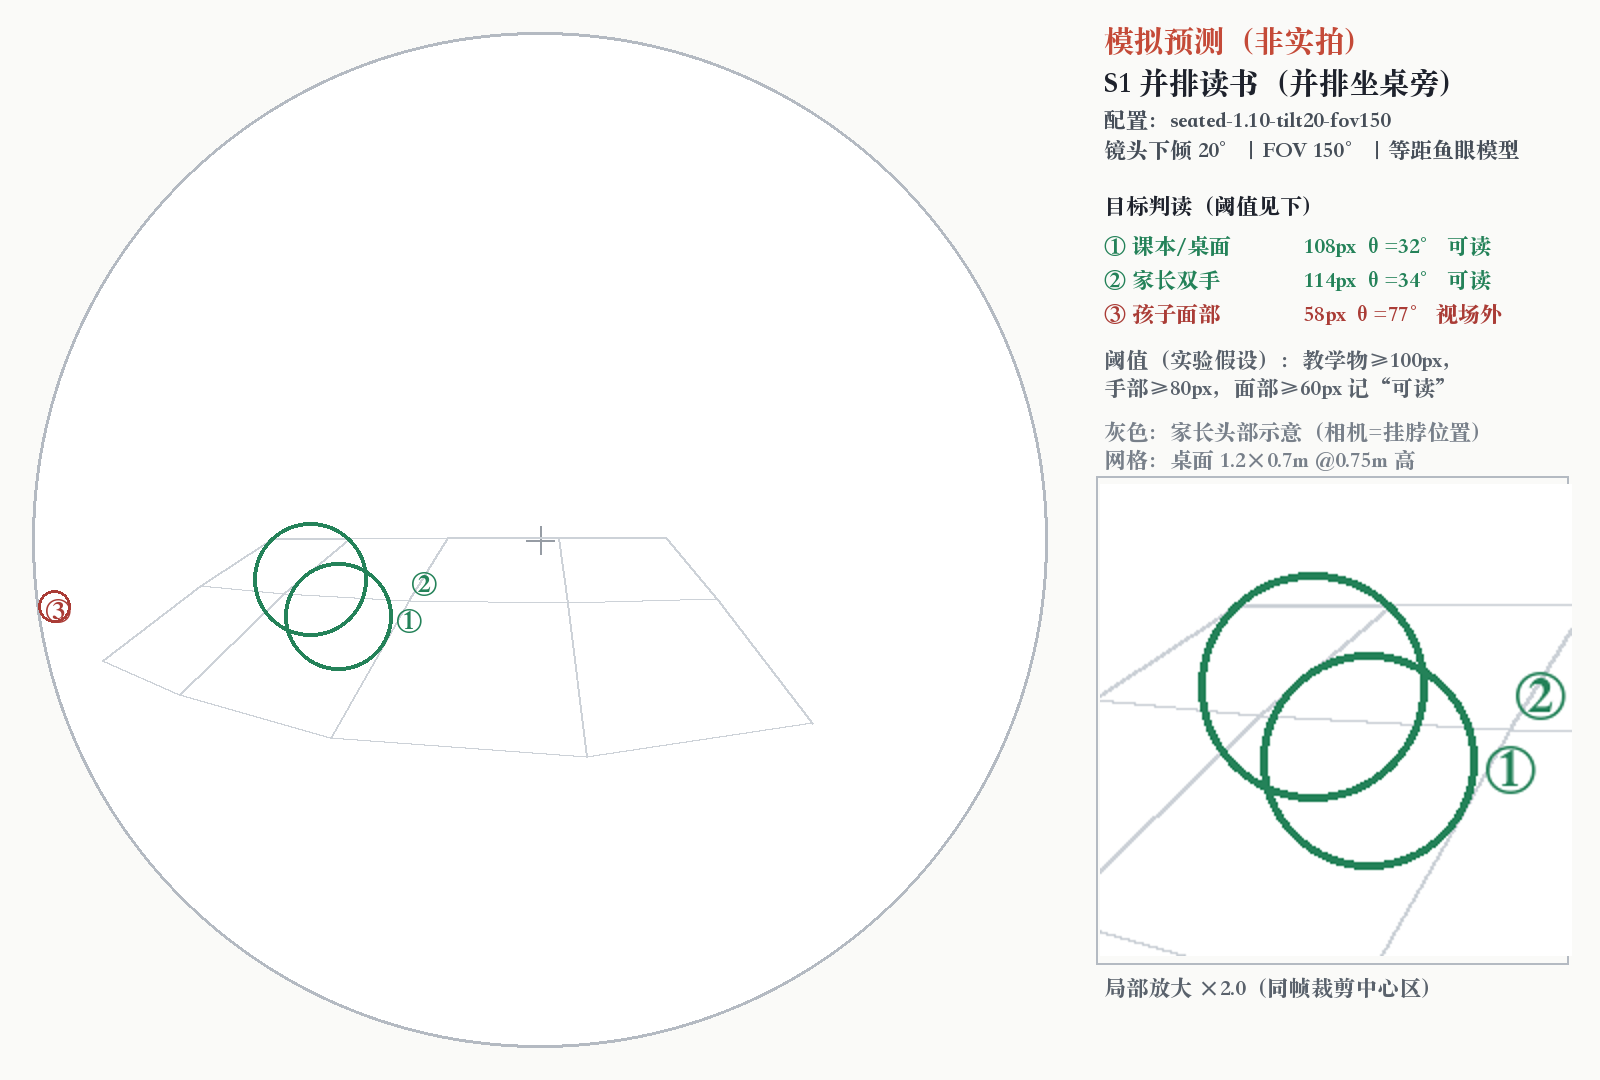 模拟预测（非实拍）
S1 并排读书（并排坐桌旁）
配置：seated-1.10-tilt20-fov150
镜头下倾 20° | FOV 150° | 等距鱼眼模型
目标判读（阈值见下）
① 课本/桌面 108px θ=32° 可读
② 家长双手 114px θ=34° 可读
③ 孩子面部 58px θ=77° 视场外
阈值（实验假设）：教学物≥100px，
手部≥80px，面部≥60px 记“可读”
灰色：家长头部示意（相机=挂脖位置）
网格：桌面 1.2×0.7m @0.75m 高
②
①
③
②
①
局部放大 ×2.0（同帧裁剪中心区）